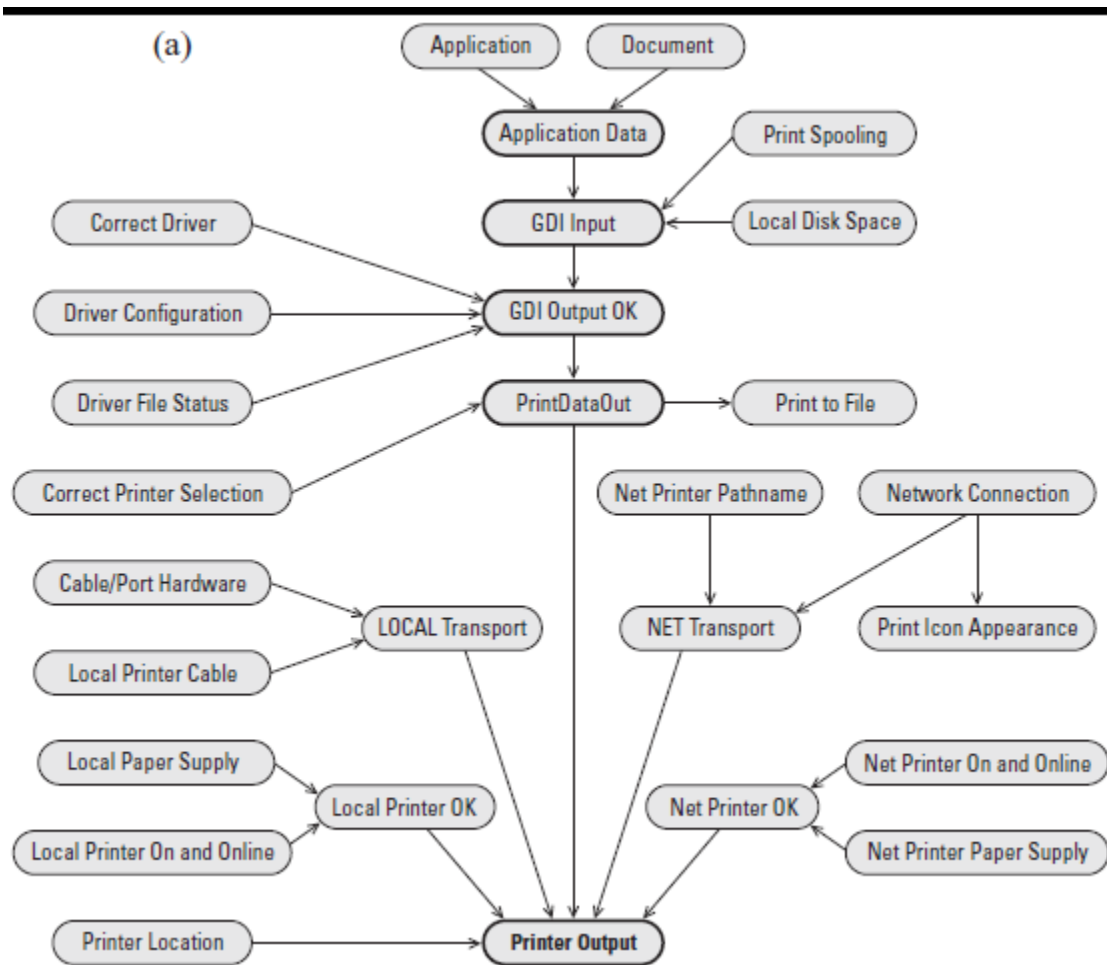 (a)
Application
Document
Application Data
Print Spooling
Correct Driver
GDI Input
Local Disk Space
Driver Configuration
GDI Output OK
Driver File Status
PrintDataOut
Print to File
Correct Printer Selection
Net Printer Pathname
Network Connection
Cable/Port Hardware
LOCAL Transport
NET Transport
Print Icon Appearance
Local Printer Cable
Local Paper Supply
Net Printer On and Online
Local Printer OK
Net Printer OK
Local Printer On and Online
Net Printer Paper Supply
Printer Location
Printer Output